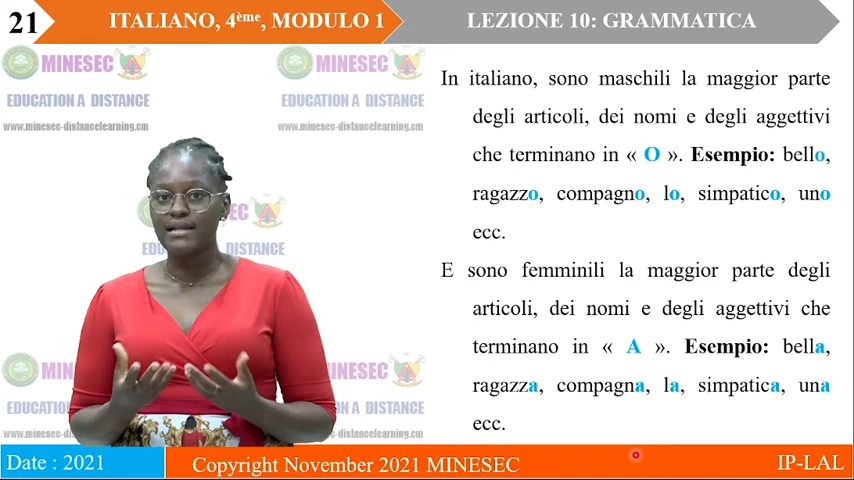 21
ITALIANO, 4ème, MODULO 1
LEZIONE 10: GRAMMATICA
MINESEC
EDUCATION A DISTANCE
www.minesec-distancelearning.cm
MINESEC
EDUCATION A DISTANCE
www.minesec-distancelearning.cm
In italiano, sono maschili la maggior parte
degli articoli, dei nomi e degli aggettivi
che terminano in « O ». Esempio: bello,
ragazzo, compagno, lo, simpatico, uno
ecc.
E sono femminili la maggior parte degli
articoli, dei nomi e degli aggettivi che
terminano in « A ». Esempio: bella,
ragazza, compagna, la, simpatica, una
ecc.
Date : 2021
Copyright November 2021 MINESEC
IP-LAL